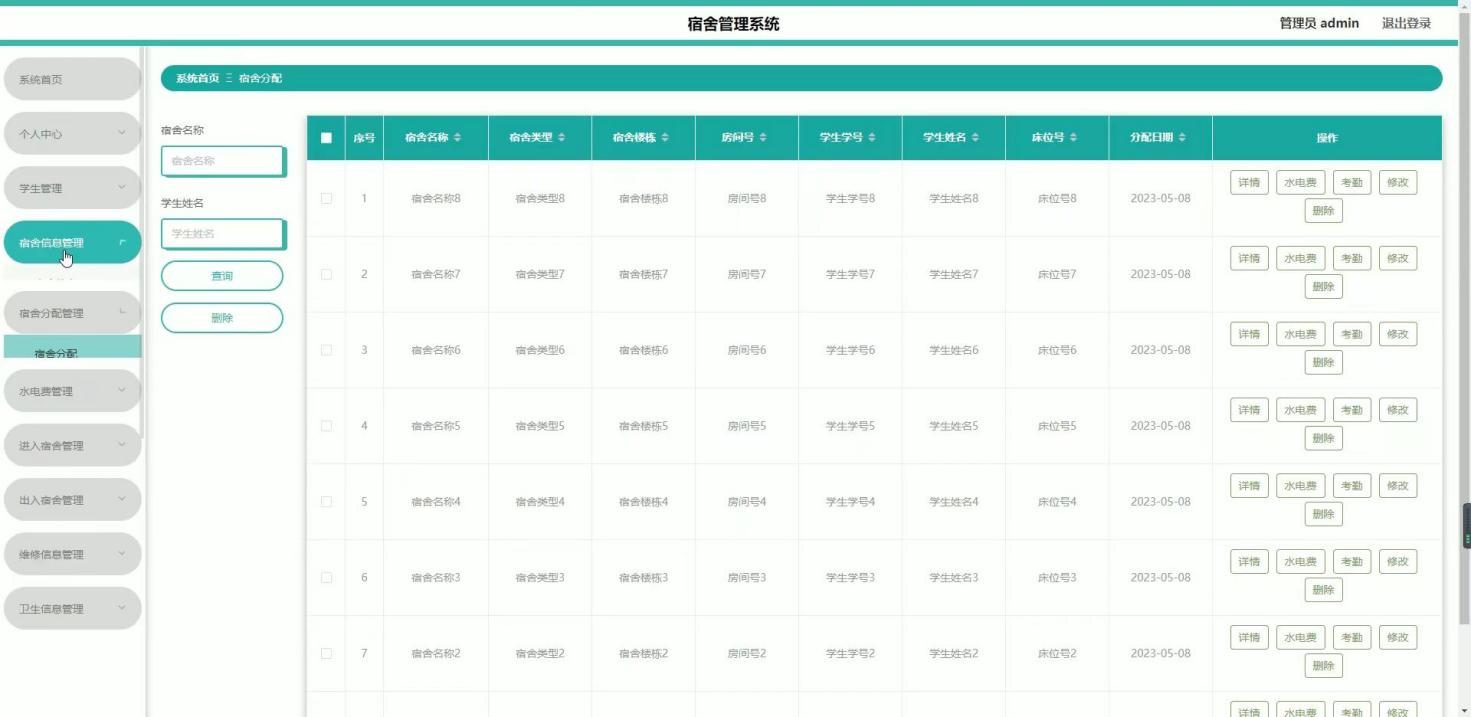 宿舍管理系统
管理员 admin 退出登录
系统首页
个人中心
学生管理
宿舍信息管理
宿舍分配管理
宿舍分配
水电费管理
进入宿舍管理
出入宿舍管理
维修信息管理
卫生信息管理
系统首页 Ξ 宿舍分配
宿舍名称
宿舍名称
学生姓名
学生姓名
查询
删除
序号 宿舍名称 宿舍类型 宿舍楼栋 房间号 学生学号 学生姓名 床位号 分配日期 操作
1 宿舍名称8 宿舍类型8 宿舍楼栋8 房间号8 学生学号8 学生姓名8 床位号8 2023-05-08 详情 水电费 考勤 修改
删除
2 宿舍名称7 宿舍类型7 宿舍楼栋7 房间号7 学生学号7 学生姓名7 床位号7 2023-05-08 详情 水电费 考勤 修改
删除
3 宿舍名称6 宿舍类型6 宿舍楼栋6 房间号6 学生学号6 学生姓名6 床位号6 2023-05-08 详情 水电费 考勤 修改
删除
4 宿舍名称5 宿舍类型5 宿舍楼栋5 房间号5 学生学号5 学生姓名5 床位号5 2023-05-08 详情 水电费 考勤 修改
删除
5 宿舍名称4 宿舍类型4 宿舍楼栋4 房间号4 学生学号4 学生姓名4 床位号4 2023-05-08 详情 水电费 考勤 修改
删除
6 宿舍名称3 宿舍类型3 宿舍楼栋3 房间号3 学生学号3 学生姓名3 床位号3 2023-05-08 详情 水电费 考勤 修改
删除
7 宿舍名称2 宿舍类型2 宿舍楼栋2 房间号2 学生学号2 学生姓名2 床位号2 2023-05-08 详情 水电费 考勤 修改
删除
详情 水电费 考勤 修改